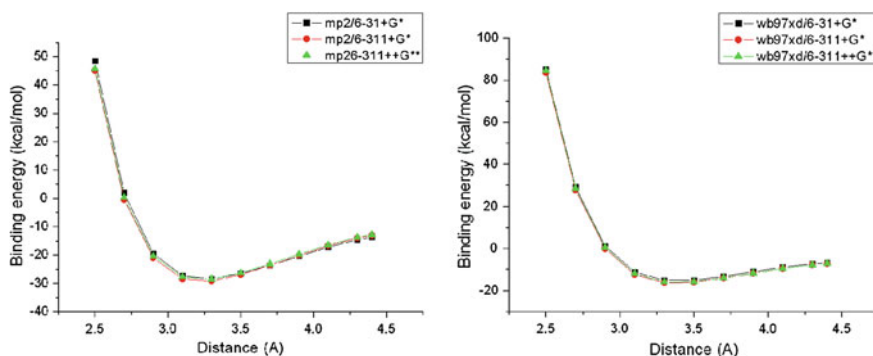 mp2/6-31+G*
mp2/6-311+G*
mp26-311++G**
Binding energy (kcal/mol)
50
40
30
20
10
0
-10
-20
-30
-40
2.5
3.0
3.5
4.0
4.5
Distance (A)
wb97xd/6-31+G*
wb97xd/6-311+G*
wb97xd/6-311++G*
Binding energy (kcal/mol)
100
80
60
40
20
0
-20
2.5
3.0
3.5
4.0
4.5
Distance (A)